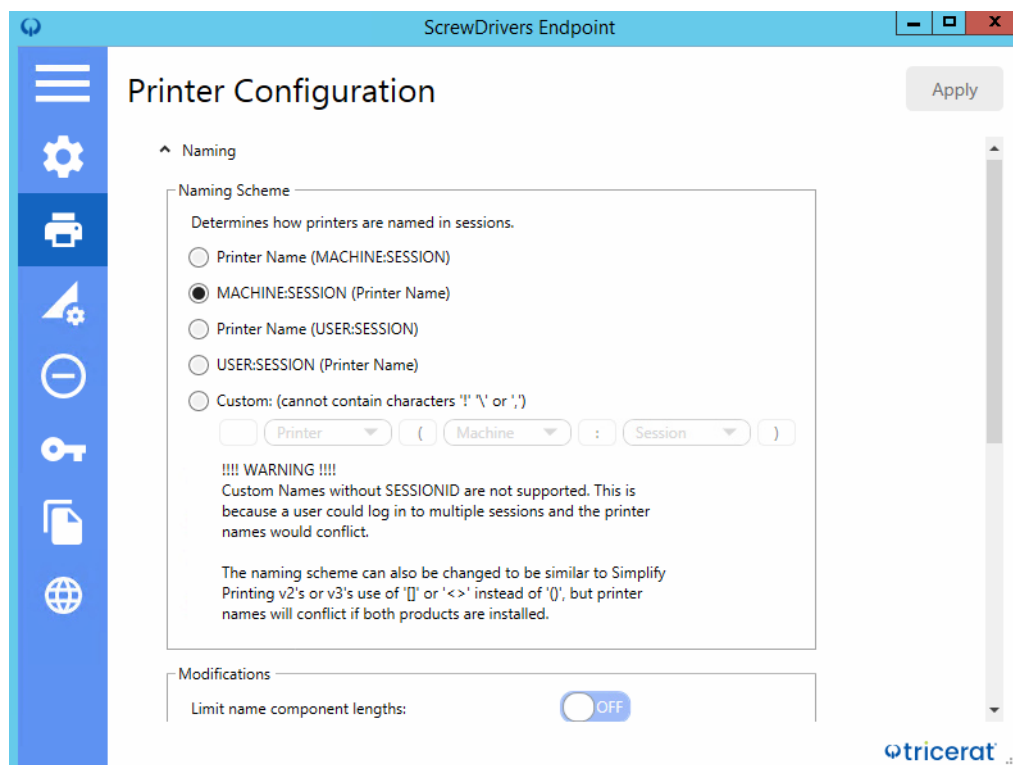 ScrewDrivers Endpoint
Printer Configuration
Apply
Naming
Naming Scheme
Determines how printers are named in sessions.
Printer Name (MACHINE:SESSION)
MACHINE:SESSION (Printer Name)
Printer Name (USER:SESSION)
USER:SESSION (Printer Name)
Custom: (cannot contain characters '!' '\' or ',')
Printer ( Machine : Session )
!!!! WARNING !!!!
Custom Names without SESSIONID are not supported. This is
because a user could log in to multiple sessions and the printer
names would conflict.
The naming scheme can also be changed to be similar to Simplify
Printing v2's or v3's use of '[]' or '<>' instead of '()', but printer
names will conflict if both products are installed.
Modifications
Limit name component lengths: OFF
tricerat